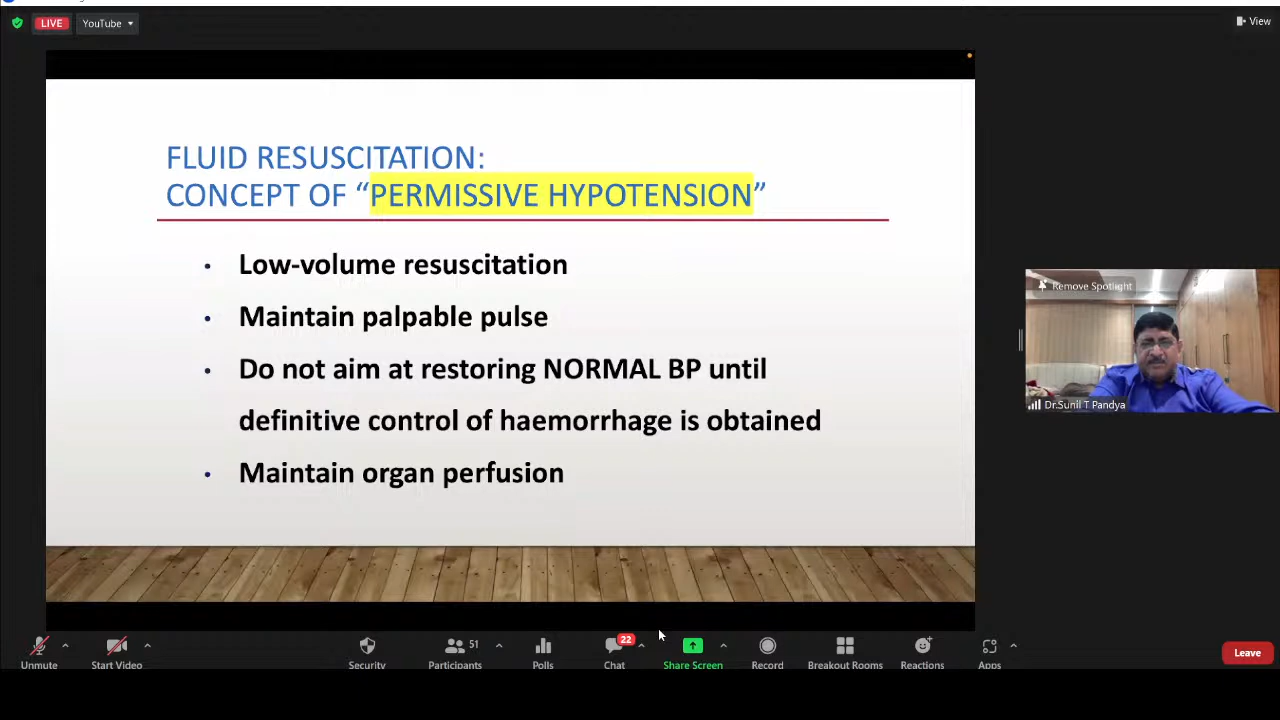 LIVE
YouTube
View
FLUID RESUSCITATION:
CONCEPT OF “PERMISSIVE HYPOTENSION”
• Low-volume resuscitation
• Maintain palpable pulse
• Do not aim at restoring NORMAL BP until
definitive control of haemorrhage is obtained
• Maintain organ perfusion
Remove Spotlight
Dr.Sunil T Pandya
Unmute
Start Video
Security
51
Participants
Polls
22
Chat
Share Screen
Record
Breakout Rooms
Reactions
Apps
Leave